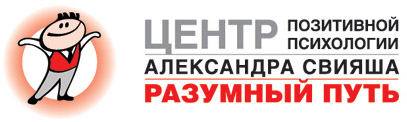 ЦЕНТР ПОЗИТИВНОЙ ПСИХОЛОГИИ
АЛЕКСАНДРА СВИЯША
РАЗУМНЫЙ ПУТЬ